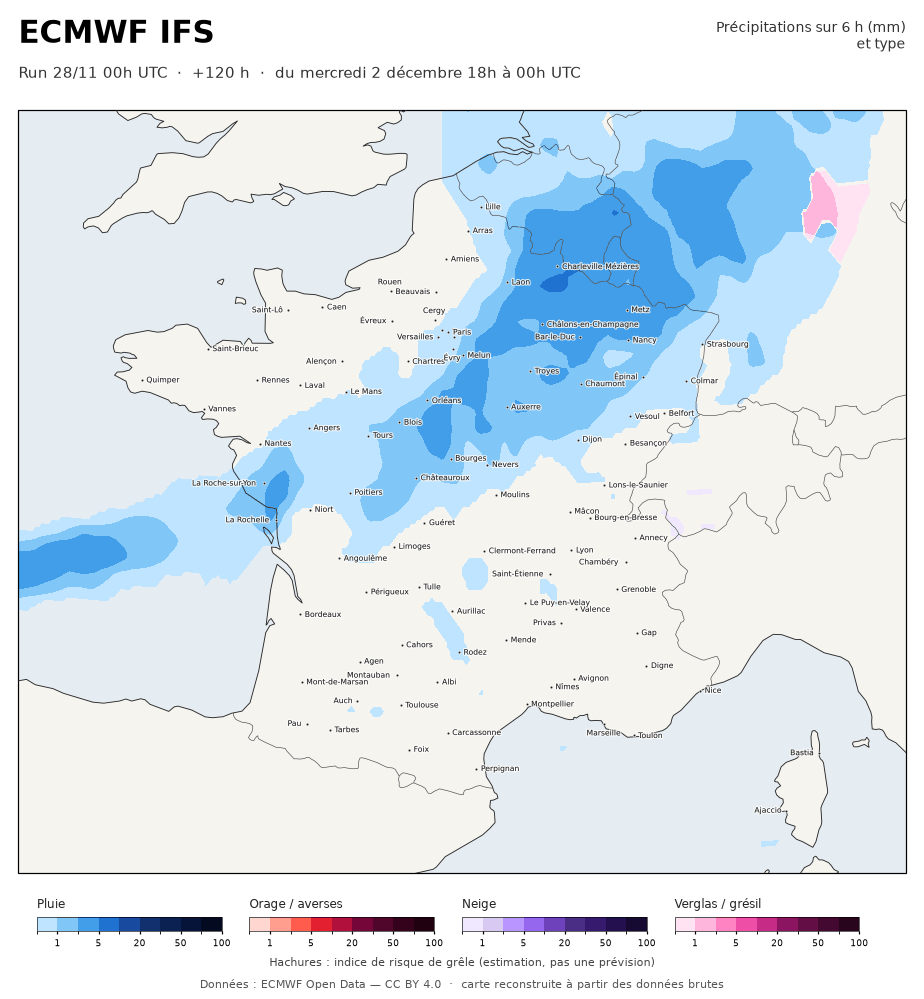 ECMWF IFS
Précipitations sur 6 h (mm)
et type
Run 28/11 00h UTC · +120 h · du mercredi 2 décembre 18h à 00h UTC
Lille
Arras
Amiens
Charleville-Mézières
Rouen
Beauvais
Laon
Saint-Lô
Caen
Cergy
Metz
Évreux
Châlons-en-Champagne
Versailles
Paris
Bar-le-Duc
Nancy
Strasbourg
Saint-Brieuc
Alençon
Chartres
Évry
Melun
Quimper
Rennes
Laval
Le Mans
Troyes
Chaumont
Épinal
Colmar
Vannes
Angers
Orléans
Auxerre
Blois
Tours
Vesoul
Belfort
Nantes
Dijon
Besançon
Bourges
Nevers
La Roche-sur-Yon
Poitiers
Châteauroux
Moulins
Lons-le-Saunier
Niort
La Rochelle
Guéret
Mâcon
Bourg-en-Bresse
Annecy
Angoulême
Limoges
Clermont-Ferrand
Lyon
Chambéry
Saint-Étienne
Périgueux
Tulle
Grenoble
Bordeaux
Aurillac
Le Puy-en-Velay
Valence
Privas
Gap
Cahors
Rodez
Mende
Agen
Digne
Mont-de-Marsan
Montauban
Albi
Nîmes
Avignon
Nice
Auch
Toulouse
Montpellier
Pau
Tarbes
Carcassonne
Marseille
Toulon
Foix
Bastia
Perpignan
Ajaccio
Pluie
Orage / averses
Neige
Verglas / grésil
1 5 20 50 100
1 5 20 50 100
1 5 20 50 100
1 5 20 50 100
Hachures : indice de risque de grêle (estimation, pas une prévision)
Données : ECMWF Open Data — CC BY 4.0 · carte reconstruite à partir des données brutes